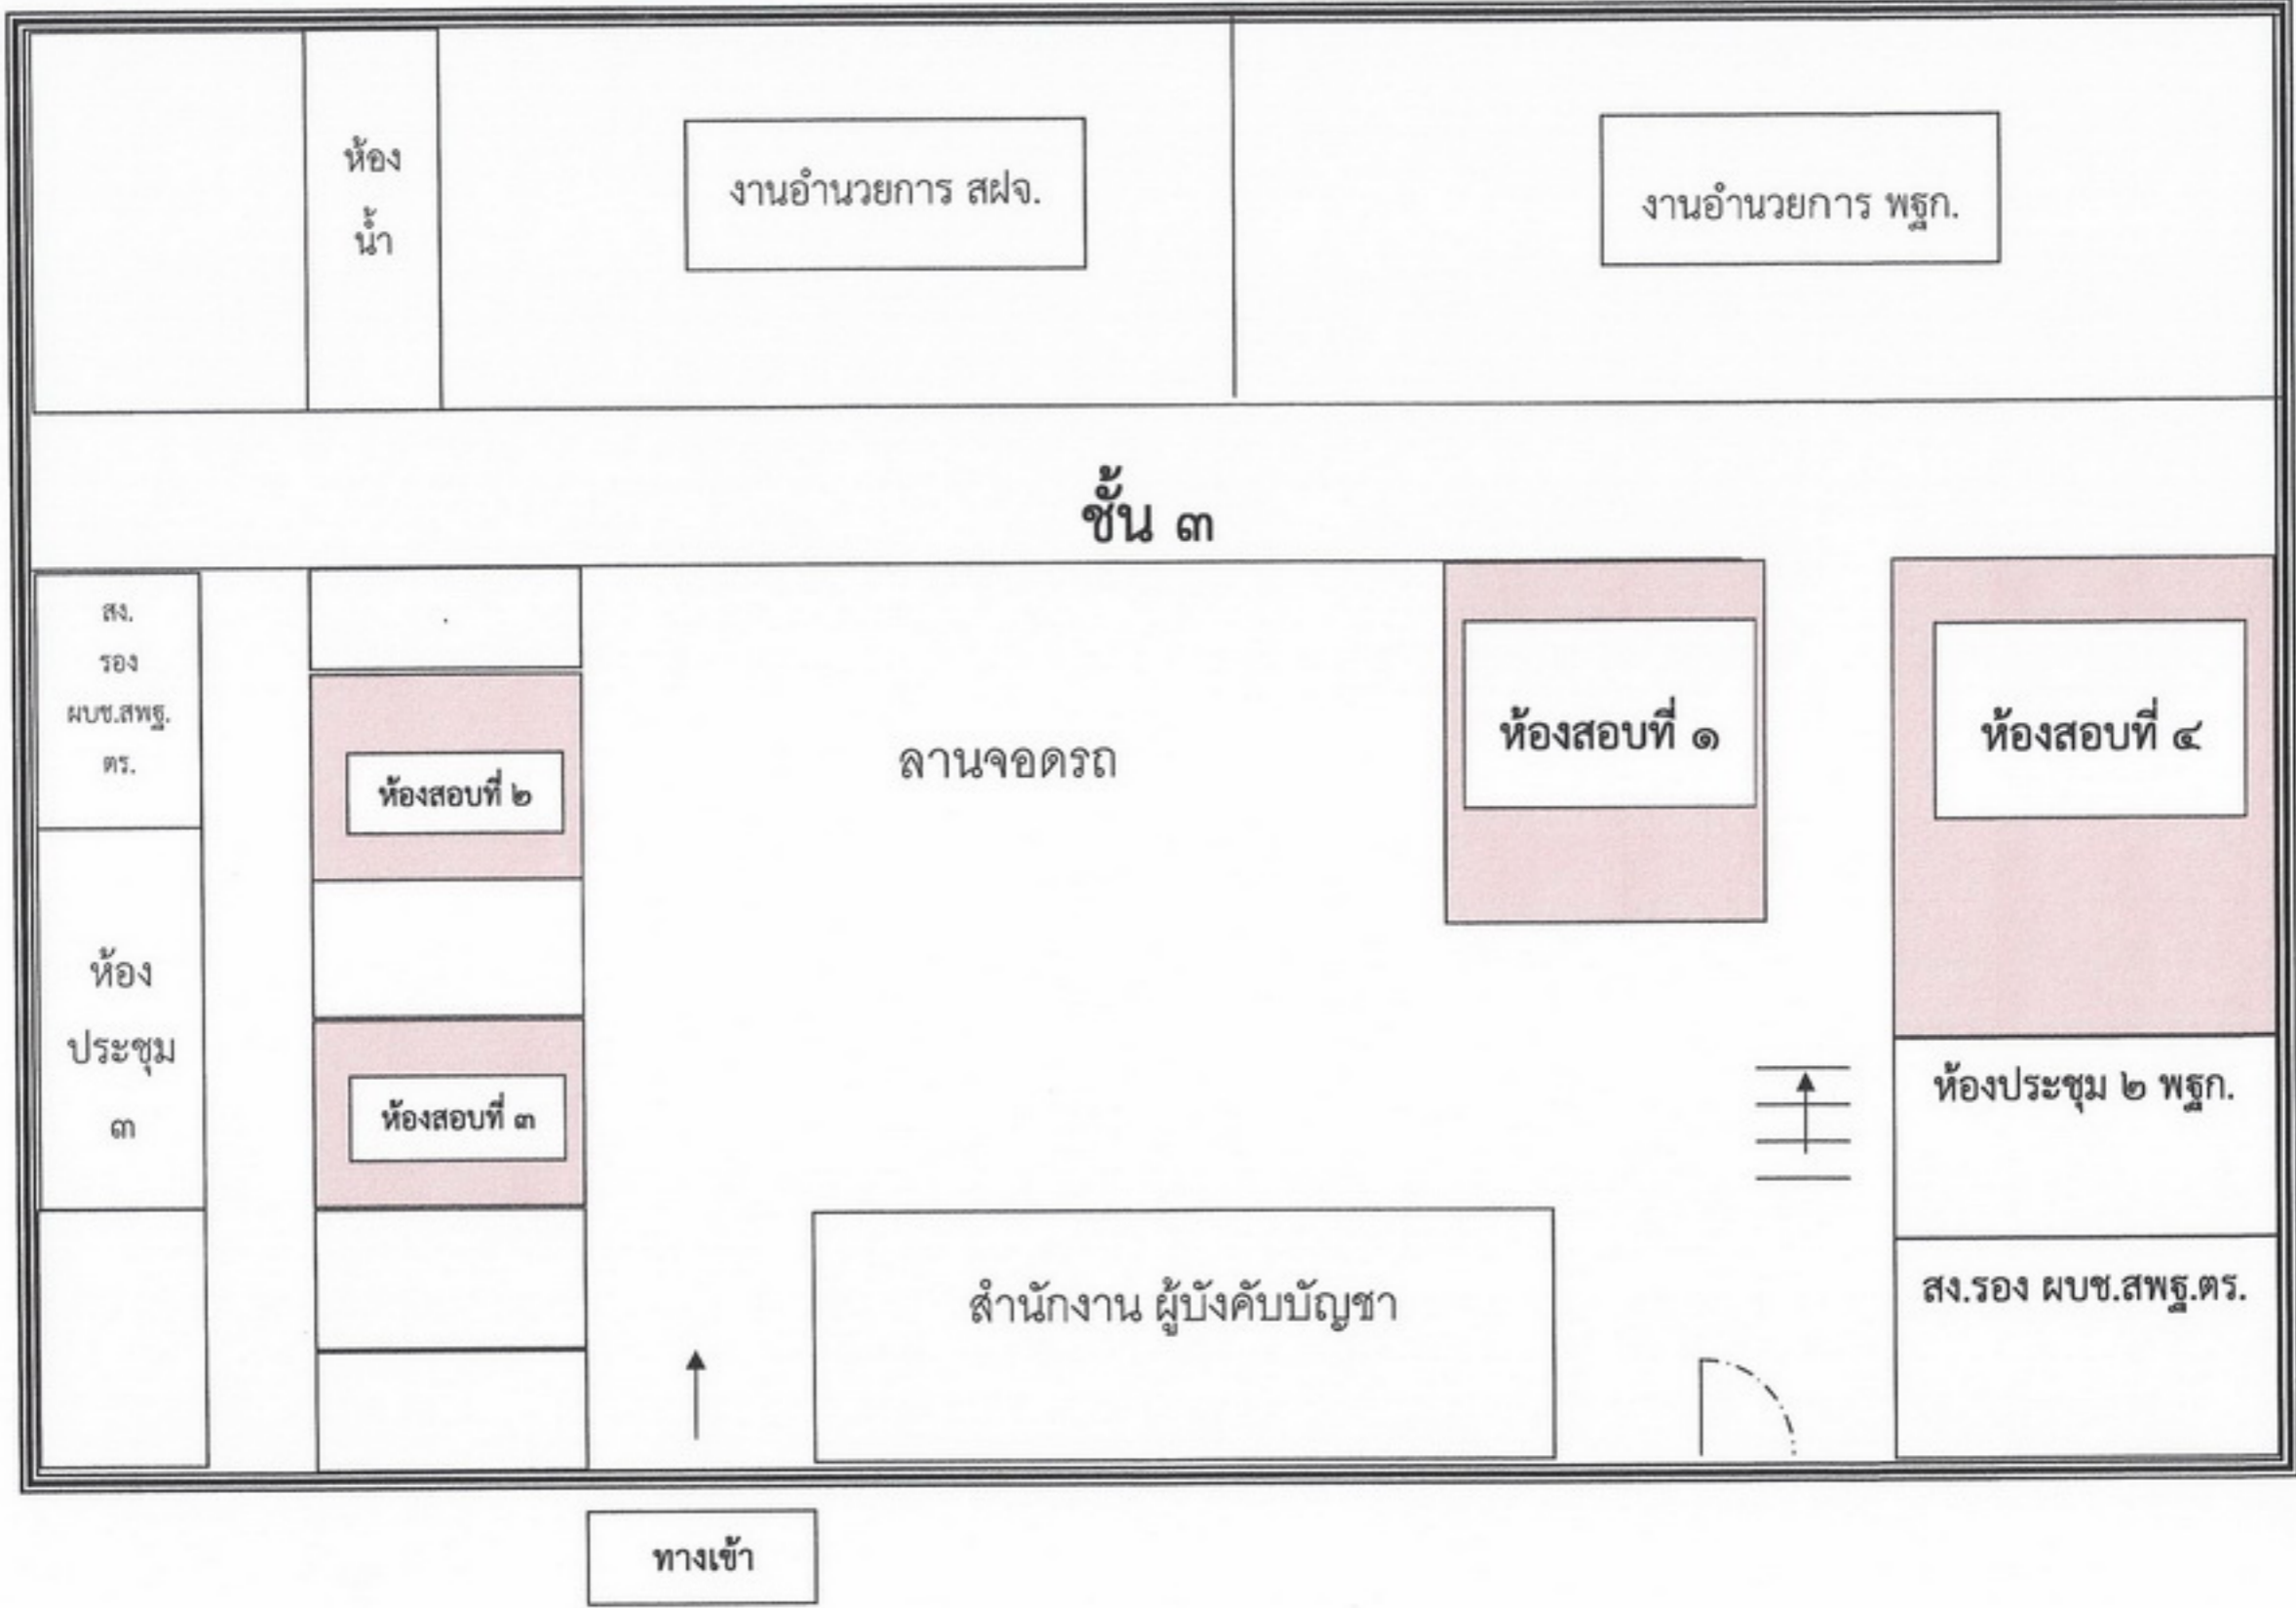 ห้อง
น้ำ
งานอำนวยการ สฝจ.
งานอำนวยการ พฐก.
ชั้น ๓
สง.
รอง
ผบช.สพฐ.
ตร.
ห้อง
ประชุม
๓
ห้องสอบที่ ๒
ห้องสอบที่ ๓
ลานจอดรถ
ห้องสอบที่ ๑
ห้องสอบที่ ๔
ห้องประชุม ๒ พฐก.
สง.รอง ผบช.สพฐ.ตร.
สำนักงาน ผู้บังคับบัญชา
ทางเข้า